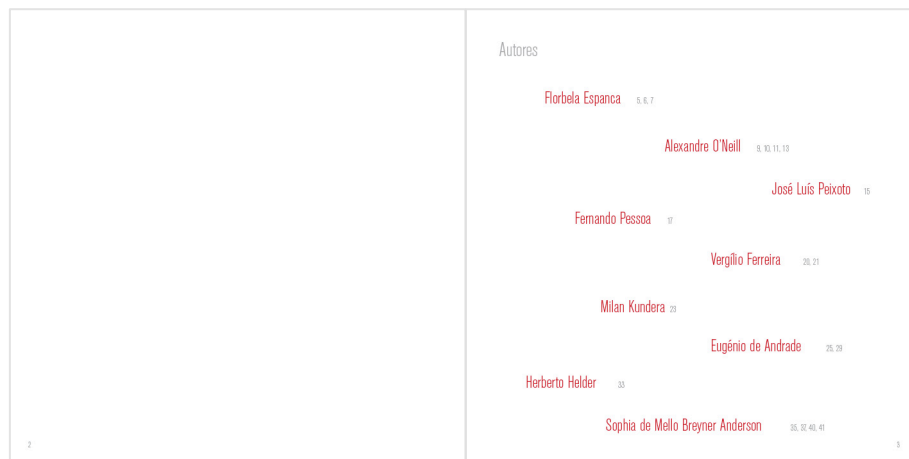 Autores
Florbela Espanca 5, 6, 7
Alexandre O'Neill 9, 10, 11, 13
José Luís Peixoto 15
Fernando Pessoa 17
Vergílio Ferreira 20, 21
Milan Kundera 23
Eugénio de Andrade 25, 29
Herberto Helder 33
Sophia de Mello Breyner Anderson 35, 37, 40, 41
2
3